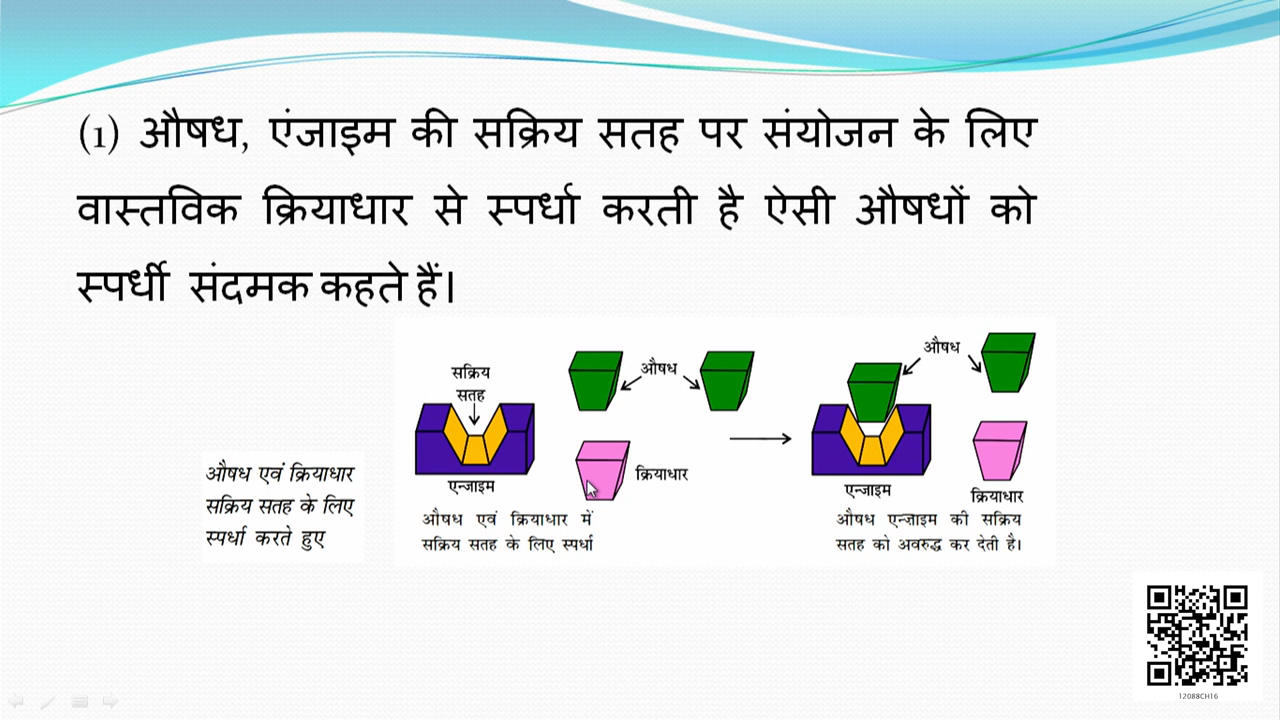 (1) औषध, एंजाइम की सक्रिय सतह पर संयोजन के लिए
वास्तविक क्रियाधार से स्पर्धा करती है ऐसी औषधों को
स्पर्धी संदमक कहते हैं।
औषध एवं क्रियाधार
सक्रिय सतह के लिए
स्पर्धा करते हुए
सक्रिय
सतह
औषध
क्रियाधार
एन्जाइम
औषध एवं क्रियाधार में
सक्रिय सतह के लिए स्पर्धा
औषध
एन्जाइम
क्रियाधार
औषध एन्जाइम की सक्रिय
सतह को अवरुद्ध कर देती है।
12088CH16